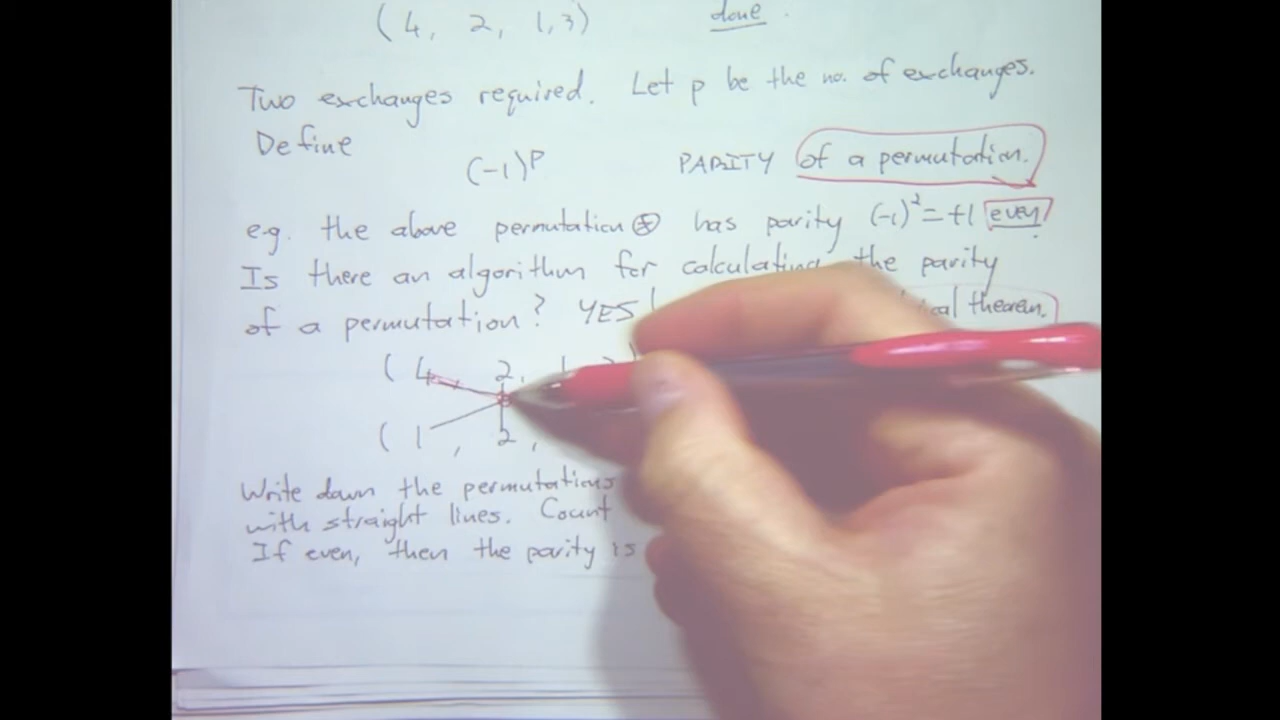 (4, 2, 1,3) done.
Two exchanges required. Let p be the no. of exchanges.
Define
(-1)^p PARITY of a permutation.
e.g. the above permutation ⊛ has parity (-1)^2 = +1 even.
Is there an algorithm for calculating the parity
of a permutation? YES! theorem.
( 4 2, 1
( 1, 2,
Write down the permutations
with straight lines. Count
If even, then the parity is